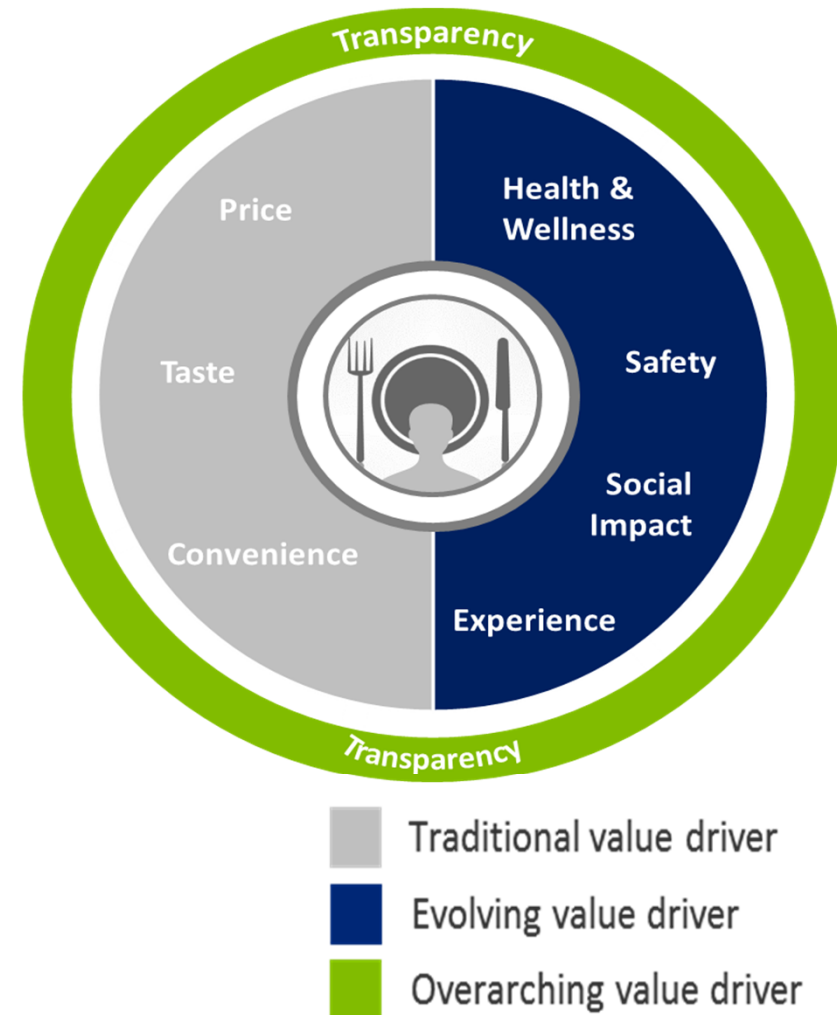 Transparency
Price
Taste
Convenience
Health &
Wellness
Safety
Social
Impact
Experience
Transparency
Traditional value driver
Evolving value driver
Overarching value driver